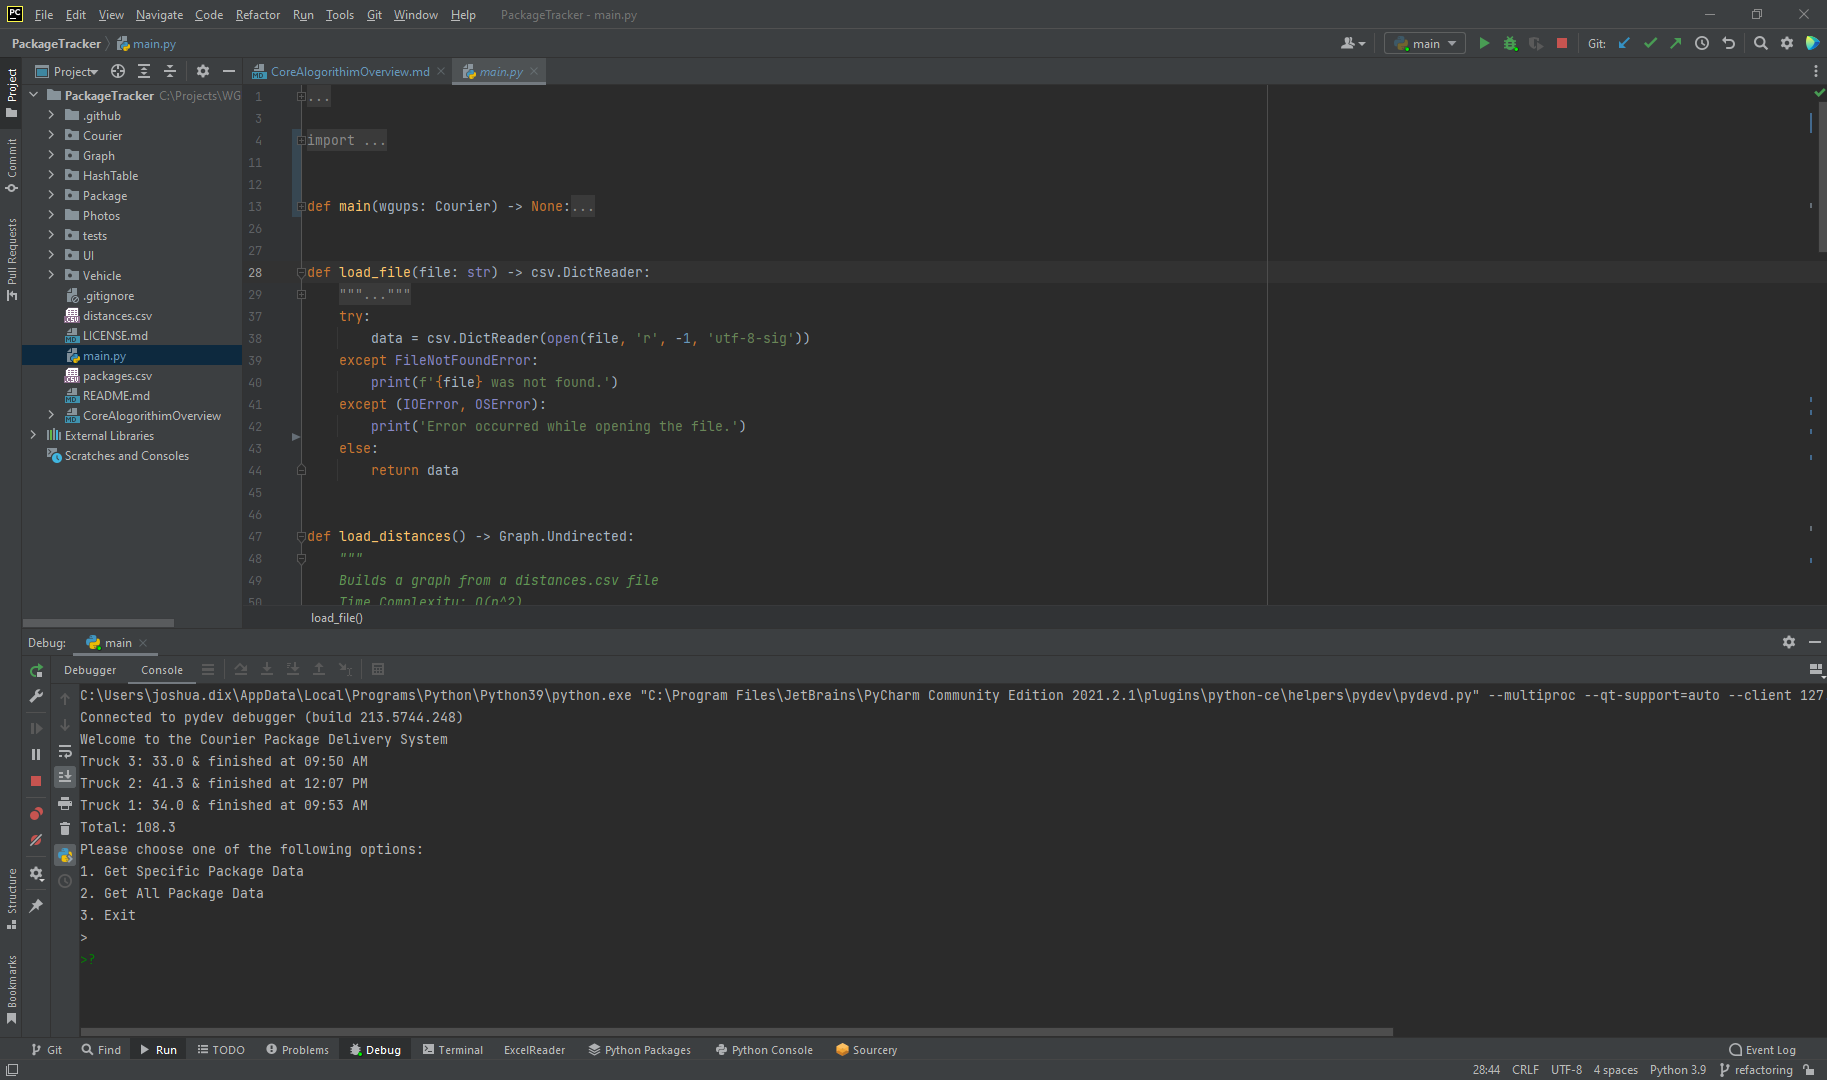 PC File Edit View Navigate Code Refactor Run Tools Git Window Help PackageTracker - main.py
PackageTracker main.py main Git:
Project
CoreAlogorithimOverview.md main.py
Project
Commit
Pull Requests
PackageTracker C:\Projects\WG
.github
Courier
Graph
HashTable
Package
Photos
tests
UI
Vehicle
.gitignore
distances.csv
LICENSE.md
main.py
packages.csv
README.md
CoreAlogorithimOverview
External Libraries
Scratches and Consoles
1 ...
3
4 import ...
11
12
13 def main(wgups: Courier) -> None:...
26
27
28 def load_file(file: str) -> csv.DictReader:
29 """..."""
37 try:
38 data = csv.DictReader(open(file, 'r', -1, 'utf-8-sig'))
39 except FileNotFoundError:
40 print(f'{file} was not found.')
41 except (IOError, OSError):
42 print('Error occurred while opening the file.')
43 else:
44 return data
45
46
47 def load_distances() -> Graph.Undirected:
48 """
49 Builds a graph from a distances.csv file
50 Time Complexity: O(n^2)
load_file()
Debug: main
Debugger Console
C:\Users\joshua.dix\AppData\Local\Programs\Python\Python39\python.exe "C:\Program Files\JetBrains\PyCharm Community Edition 2021.2.1\plugins\python-ce\helpers\pydev\pydevd.py" --multiproc --qt-support=auto --client 127
Connected to pydev debugger (build 213.5744.248)
Welcome to the Courier Package Delivery System
Truck 3: 33.0 & finished at 09:50 AM
Truck 2: 41.3 & finished at 12:07 PM
Truck 1: 34.0 & finished at 09:53 AM
Total: 108.3
Please choose one of the following options:
1. Get Specific Package Data
2. Get All Package Data
3. Exit
>
>?
Structure
Bookmarks
Git Find Run TODO Problems Debug Terminal ExcelReader Python Packages Python Console Sourcery Event Log
28:44 CRLF UTF-8 4 spaces Python 3.9 refactoring